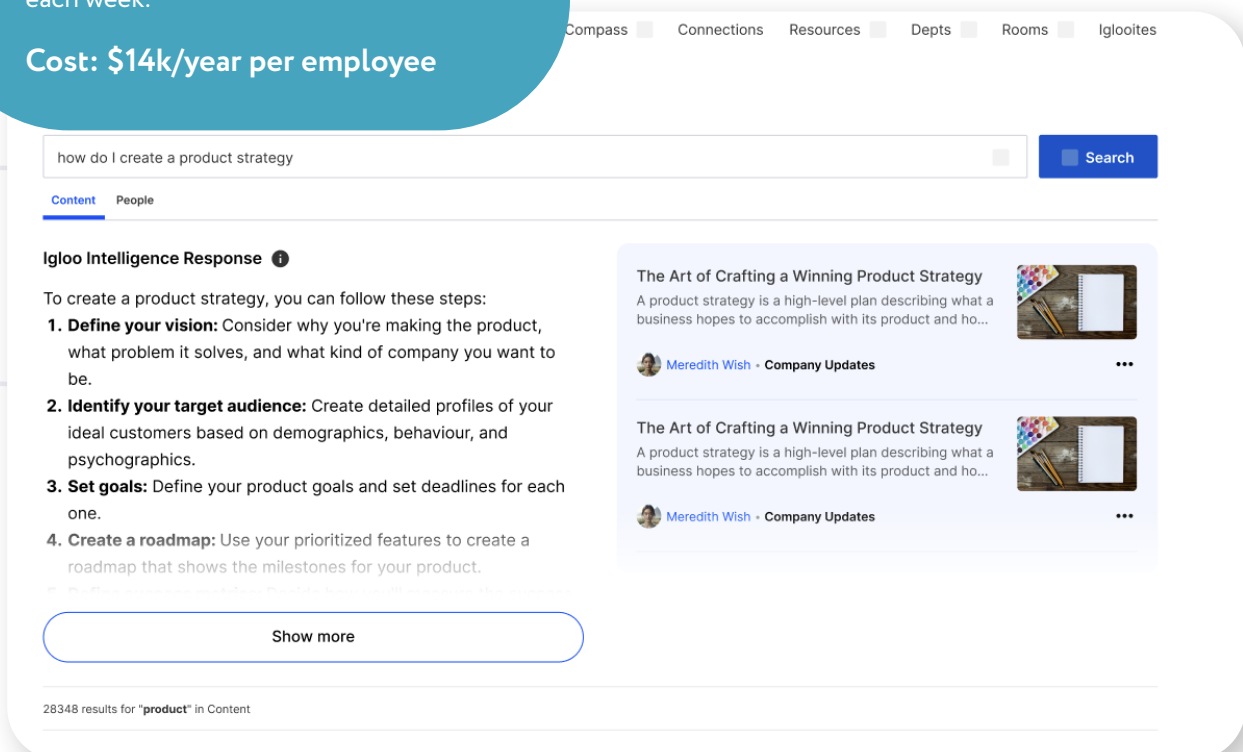 each week.
Cost: $14k/year per employee
Compass Connections Resources Depts Rooms Iglooites
how do I create a product strategy
Search
Content People
Igloo Intelligence Response
To create a product strategy, you can follow these steps:
1. Define your vision: Consider why you're making the product,
what problem it solves, and what kind of company you want to
be.
2. Identify your target audience: Create detailed profiles of your
ideal customers based on demographics, behaviour, and
psychographics.
3. Set goals: Define your product goals and set deadlines for each
one.
4. Create a roadmap: Use your prioritized features to create a
roadmap that shows the milestones for your product.
Show more
The Art of Crafting a Winning Product Strategy
A product strategy is a high-level plan describing what a
business hopes to accomplish with its product and ho...
Meredith Wish • Company Updates
The Art of Crafting a Winning Product Strategy
A product strategy is a high-level plan describing what a
business hopes to accomplish with its product and ho...
Meredith Wish • Company Updates
28348 results for "product" in Content